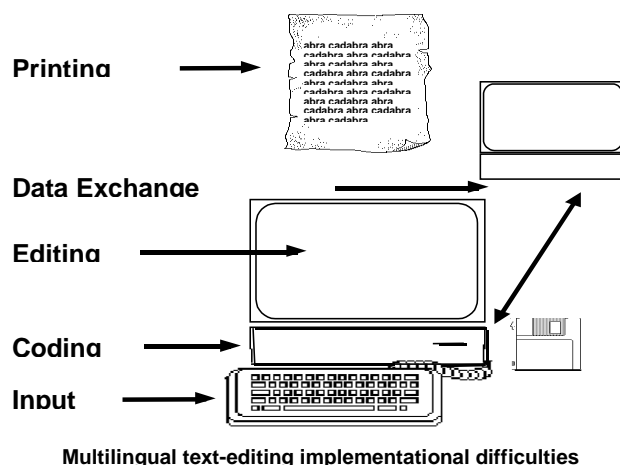 Printing
abra cadabra abra
cadabra abra cadabra
abra cadabra abra
cadabra abra cadabra
abra cadabra abra
cadabra abra cadabra
abra cadabra abra
cadabra abra cadabra
abra cadabra
Data Exchange
Editing
Coding
Input
Multilingual text-editing implementational difficulties